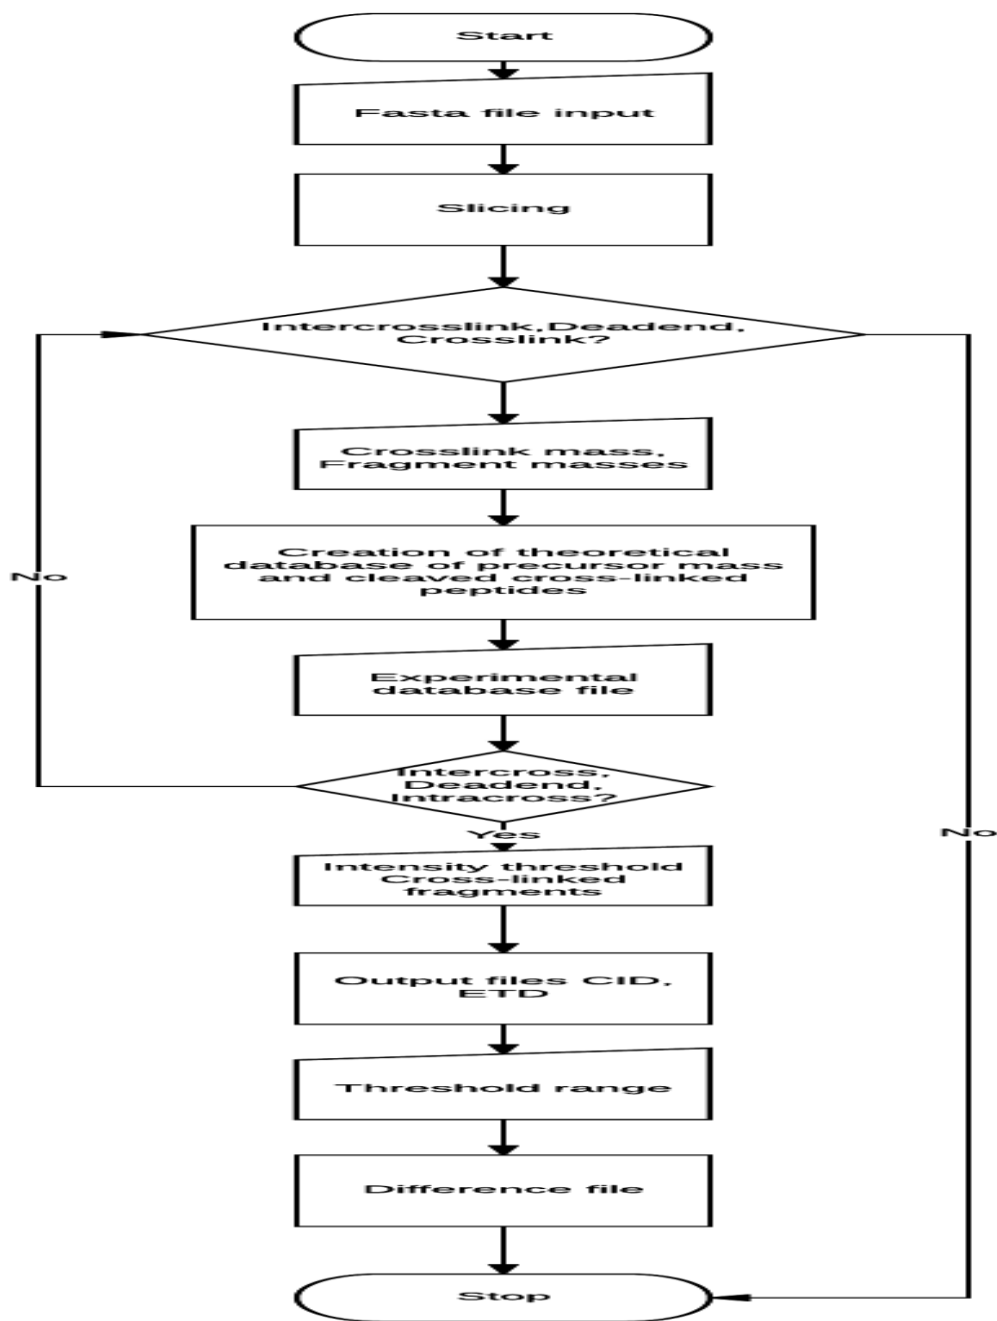 Start
Fasta file input
Slicing
Intercrosslink,Deadend,
Crosslink?
Crosslink mass,
Fragment masses
Creation of theoretical
database of precursor mass
and cleaved cross-linked
peptides
No
Experimental
database file
Intercross,
Deadend,
Intracross?
Yes
No
Intensity threshold
Cross-linked
fragments
Output files CID,
ETD
Threshold range
Difference file
Stop